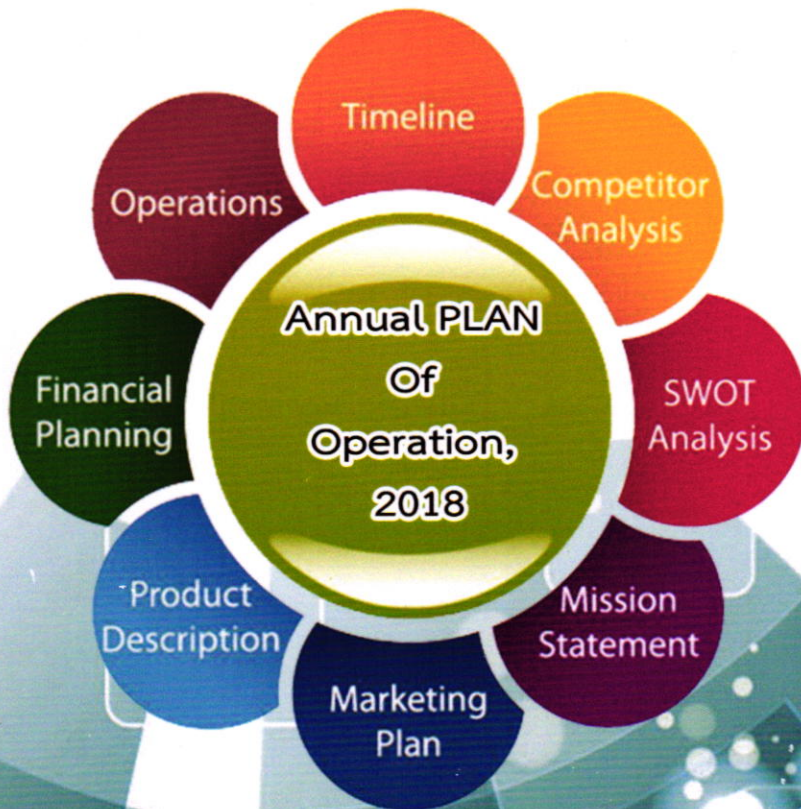 Timeline
Competitor
Analysis
SWOT
Analysis
Mission
Statement
Marketing
Plan
Product
Description
Financial
Planning
Operations
Annual PLAN
Of
Operation,
2018